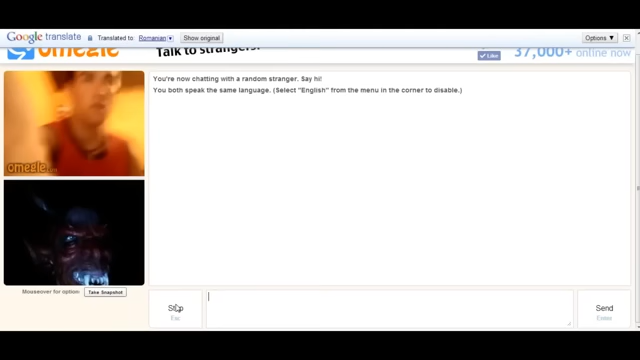 Google translate Translated to: Romanian Show original Options ▼
omegle Talk to strangers! Like 37,000+ online now
You're now chatting with a random stranger. Say hi!
You both speak the same language. (Select "English" from the menu in the corner to disable.)
omegle
Mouseover for option Take Snapshot
Stop
Esc
Send
Enter